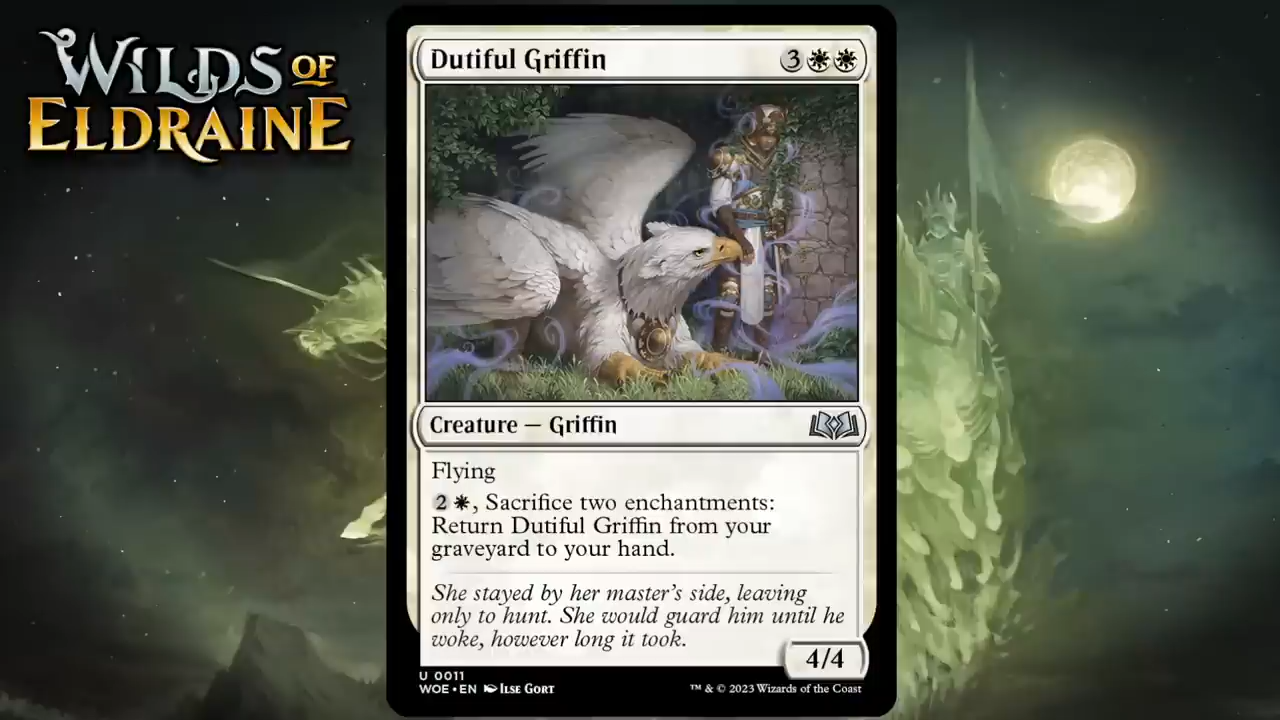 WILDS OF
ELDRAINE
Dutiful Griffin
3
Creature — Griffin
Flying
2, Sacrifice two enchantments:
Return Dutiful Griffin from your
graveyard to your hand.
She stayed by her master's side, leaving
only to hunt. She would guard him until he
woke, however long it took.
4/4
U 0011
WOE • EN ILSE GORT
™ & © 2023 Wizards of the Coast